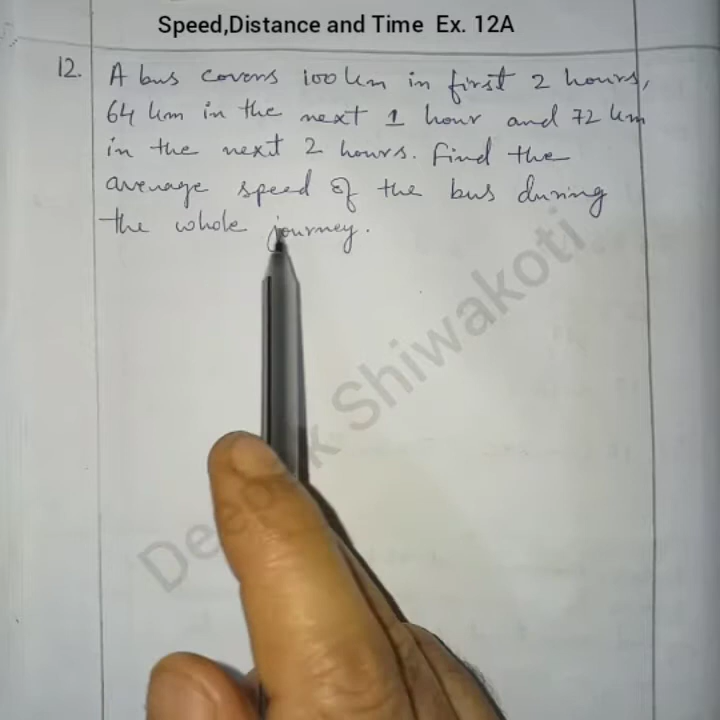 Speed,Distance and Time Ex. 12A
12. A bus covers 100 km in first 2 hours,
64 km in the next 1 hour and 72 km
in the next 2 hours. Find the
average speed of the bus during
the whole journey.
Deepak Shiwakoti